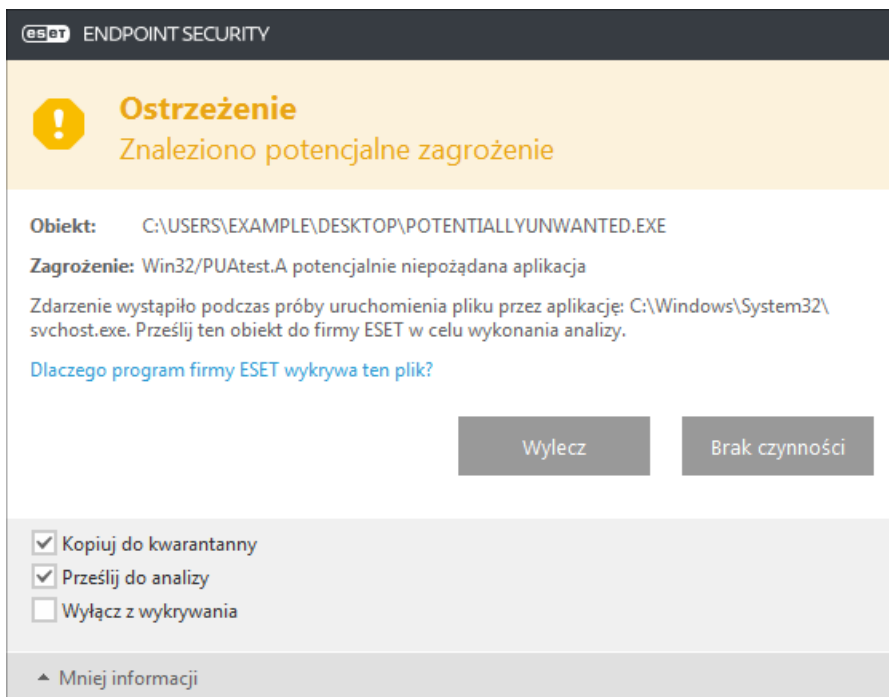 eset ENDPOINT SECURITY
Ostrzeżenie
Znaleziono potencjalne zagrożenie
Obiekt: C:\USERS\EXAMPLE\DESKTOP\POTENTIALLYUNWANTED.EXE
Zagrożenie: Win32/PUAtest.A potencjalnie niepożądana aplikacja
Zdarzenie wystąpiło podczas próby uruchomienia pliku przez aplikację: C:\Windows\System32\
svchost.exe. Prześlij ten obiekt do firmy ESET w celu wykonania analizy.
Dlaczego program firmy ESET wykrywa ten plik?
Wylecz Brak czynności
Kopiuj do kwarantanny
Prześlij do analizy
Wyłącz z wykrywania
Mniej informacji